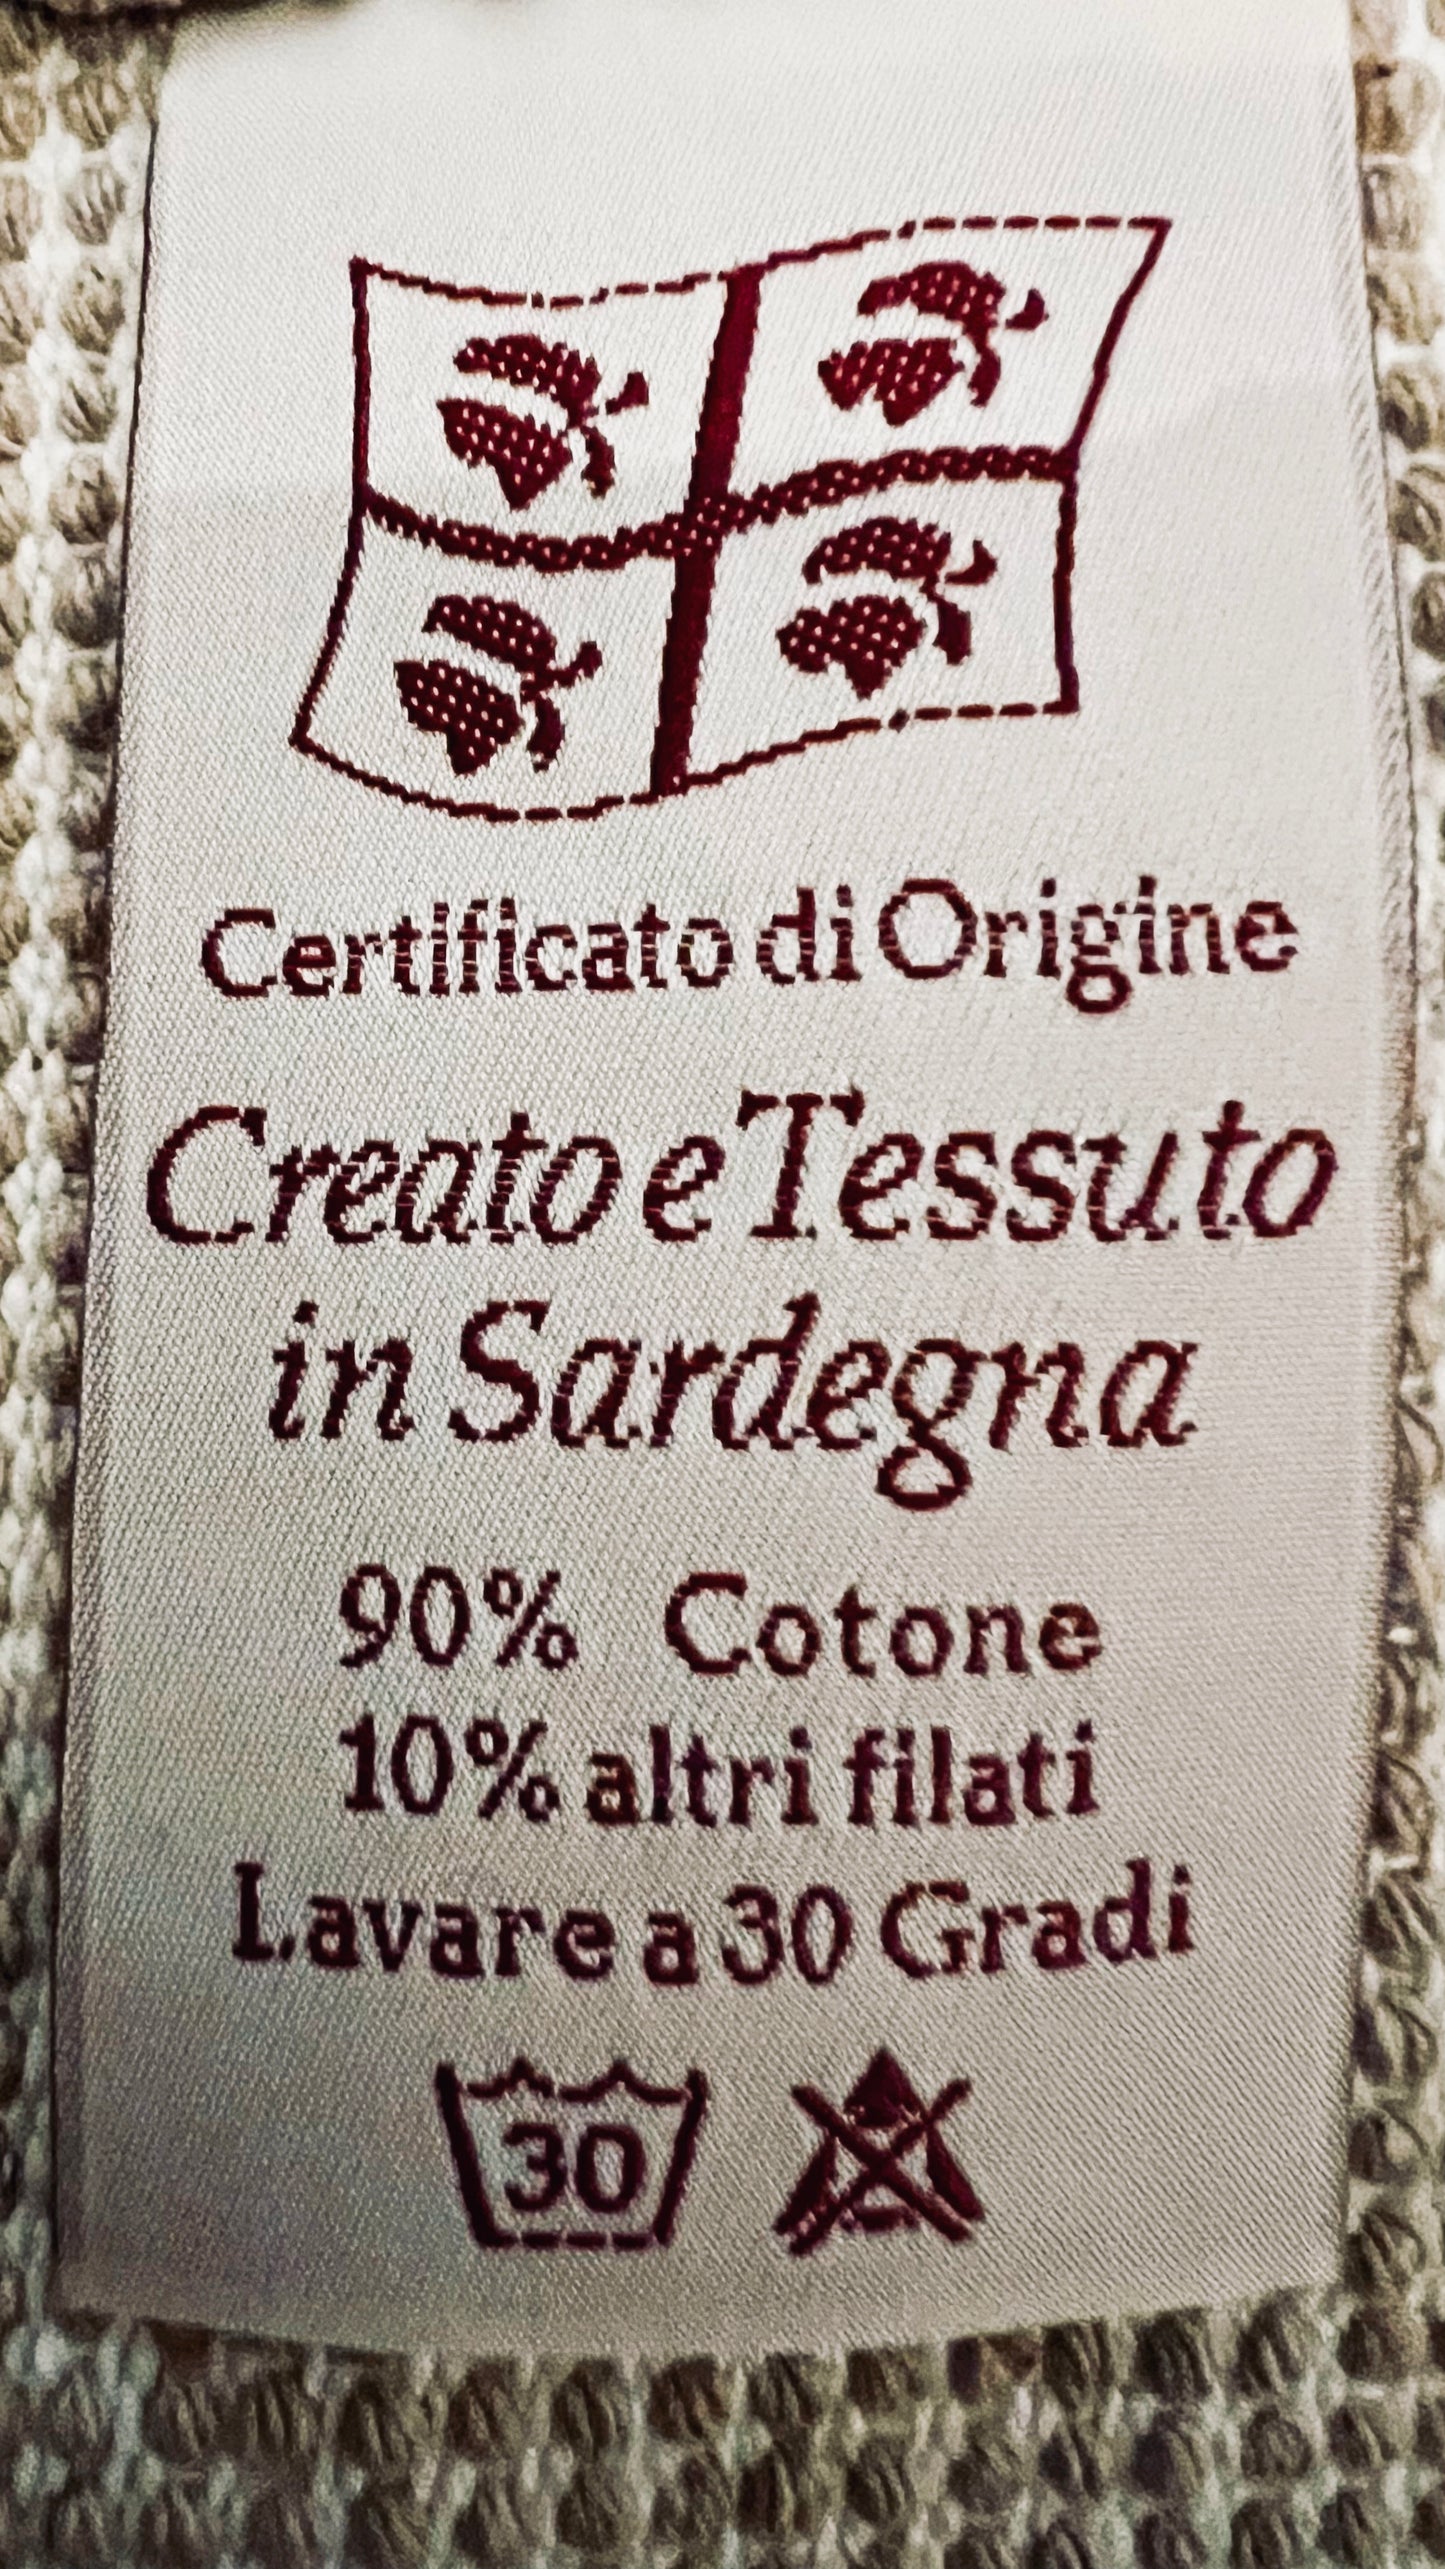 Certificato di Origine
Creato e Tessuto
in Sardegna
90% Cotone
10% altri filati
Lavare a 30 Gradi
30